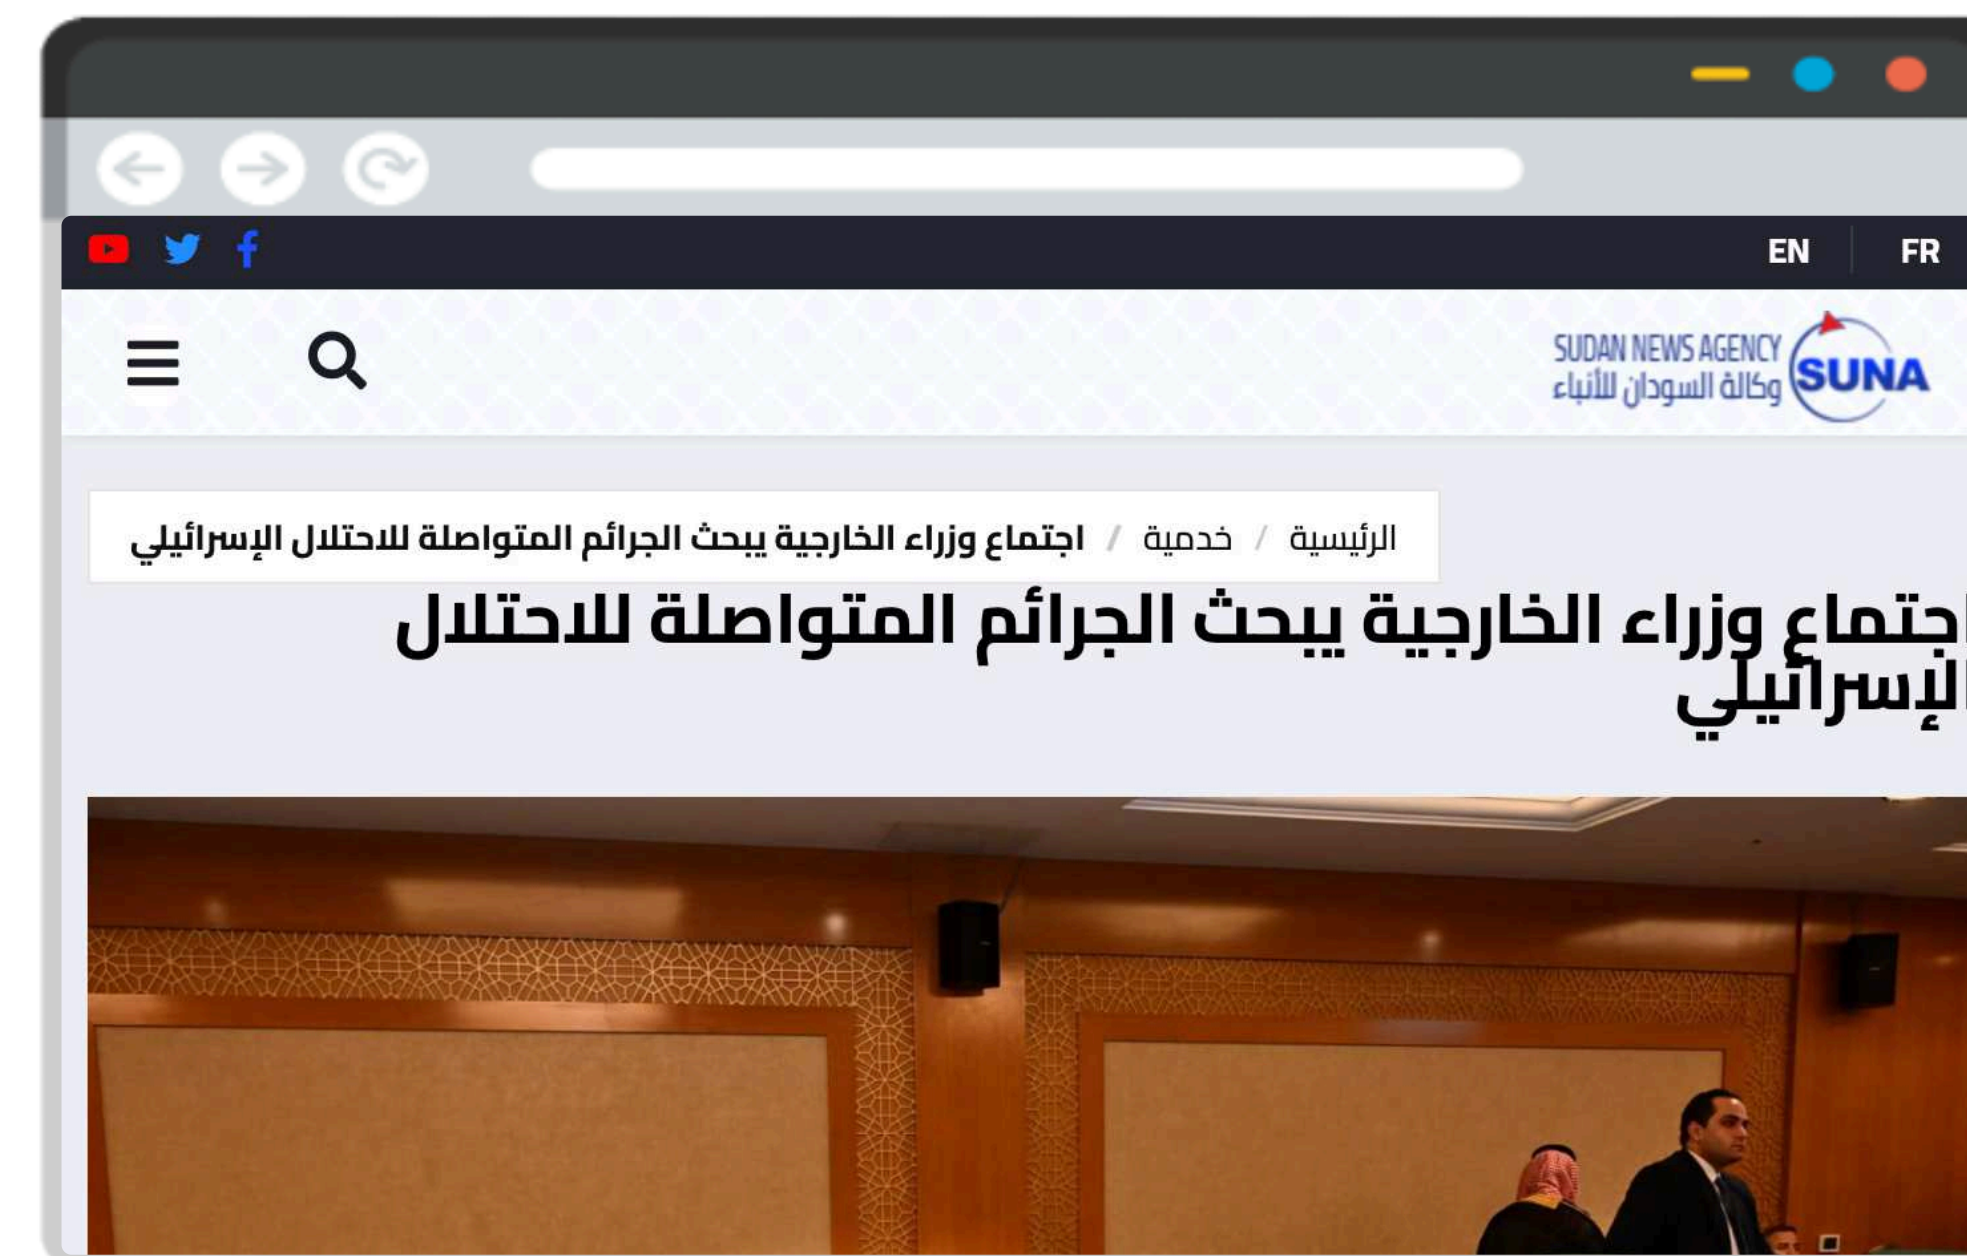 EN
FR
SUDAN NEWS AGENCY
وكالة السودان للأنباء
SUNA
الرئيسية / خدمية / اجتماع وزراء الخارجية يبحث الجرائم المتواصلة للاحتلال الإسرائيلي
اجتماع وزراء الخارجية يبحث الجرائم المتواصلة للاحتلال
الإسرائيلي